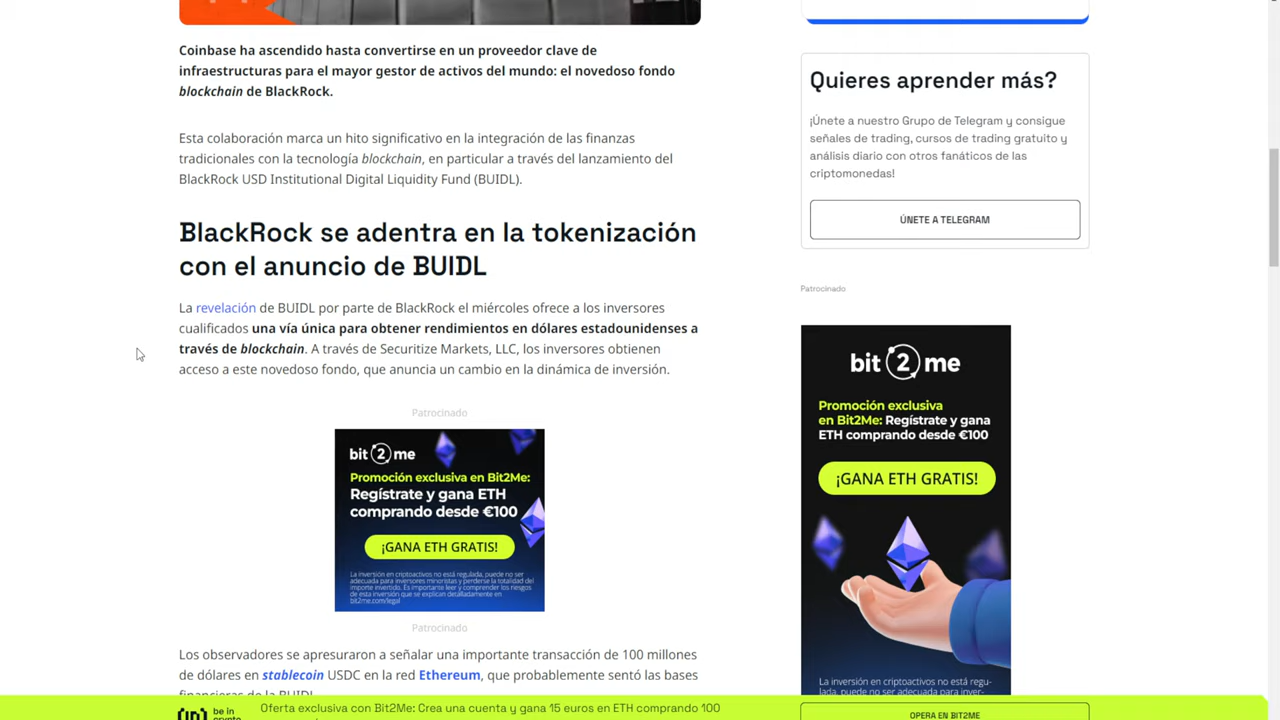 Coinbase ha ascendido hasta convertirse en un proveedor clave de
infraestructuras para el mayor gestor de activos del mundo: el novedoso fondo
blockchain de BlackRock.
Esta colaboración marca un hito significativo en la integración de las finanzas
tradicionales con la tecnología blockchain, en particular a través del lanzamiento del
BlackRock USD Institutional Digital Liquidity Fund (BUIDL).
BlackRock se adentra en la tokenización
con el anuncio de BUIDL
La revelación de BUIDL por parte de BlackRock el miércoles ofrece a los inversores
cualificados una vía única para obtener rendimientos en dólares estadounidenses a
través de blockchain. A través de Securitize Markets, LLC, los inversores obtienen
acceso a este novedoso fondo, que anuncia un cambio en la dinámica de inversión.
Patrocinado
bit2me
Promoción exclusiva en Bit2Me:
Regístrate y gana ETH
comprando desde €100
¡GANA ETH GRATIS!
La inversión en criptoactivos no está regulada, puede no ser
adecuada para inversores minoristas y perderse la totalidad del
importe invertido. Es importante leer y comprender los riesgos
de esta inversión que se explican detalladamente en
bit2me.com/legal
Patrocinado
Los observadores se apresuraron a señalar una importante transacción de 100 millones
de dólares en stablecoin USDC en la red Ethereum, que probablemente sentó las bases
financieras de la BUIDL
Quieres aprender más?
¡Únete a nuestro Grupo de Telegram y consigue
señales de trading, cursos de trading gratuito y
análisis diario con otros fanáticos de las
criptomonedas!
ÚNETE A TELEGRAM
Patrocinado
bit2me
Promoción exclusiva
en Bit2Me: Regístrate y gana
ETH comprando desde €100
¡GANA ETH GRATIS!
La inversión en criptoactivos no está regu-
lada, puede no ser adecuada para inver-
be in
crypto
Oferta exclusiva con Bit2Me: Crea una cuenta y gana 15 euros en ETH comprando 100
OPERA EN BIT2ME